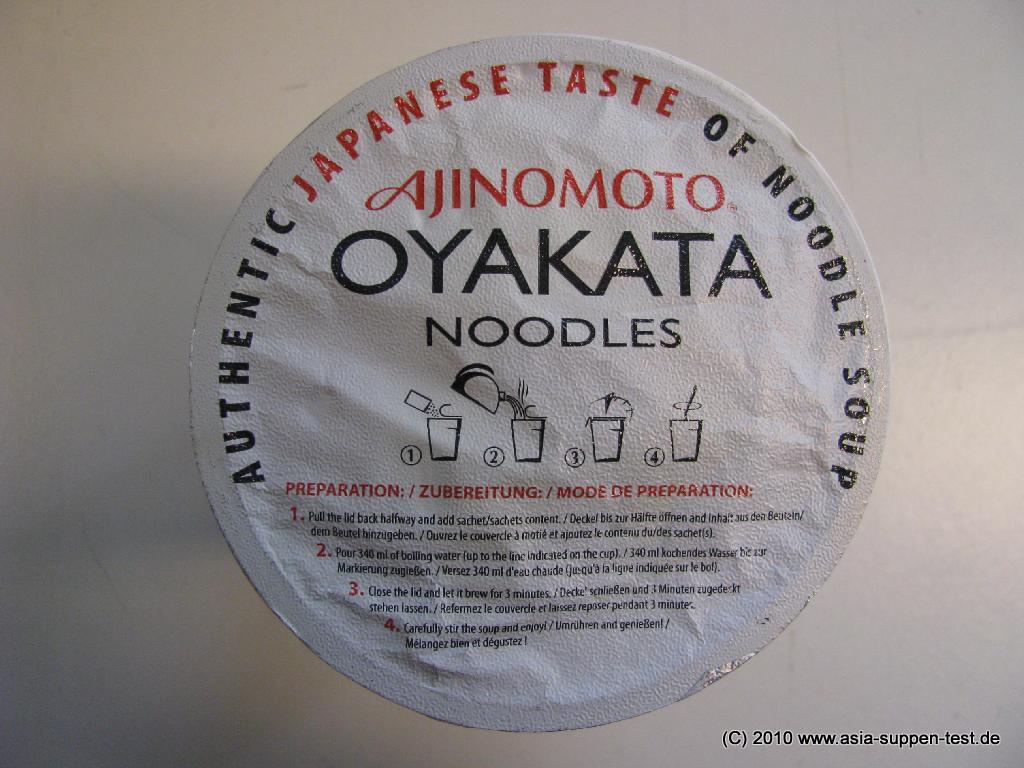 AUTHENTIC JAPANESE TASTE OF NOODLE SOUP
AJINOMOTO®
OYAKATA
NOODLES
1 2 3 4
PREPARATION: / ZUBEREITUNG: / MODE DE PREPARATION:
1. Pull the lid back halfway and add sachet/sachets content. / Deckel bis zur Hälfte öffnen and Inhalt aus den Beuteln/
dem Beutel hinzugeben. / Ouvrez le couvercle à motié et ajoutez le contenu du/des sachet(s).
2. Pour 340 ml of boiling water (up to the line indicated on the cup). / 340 ml kochendes Wasser bis zur
Markierung zugießen. / Versez 340 ml d'eau chaude (jusqu'à la ligne indiquée sur le bol).
3. Close the lid and let it brew for 3 minutes. / Deckel schließen und 3 Minuten zugedeckt
stehen lassen. / Refermez le couvercle et laissez reposer pendant 3 minutes.
4. Carefully stir the soup and enjoy! / Umrühren and genießen! /
Mélangez bien et dégustez !
(C) 2010 www.asia-suppen-test.de